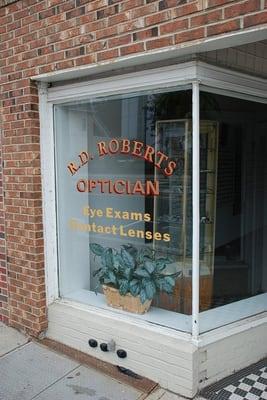 R.D. ROBERTS
OPTICIAN
Eye Exams
Contact Lenses